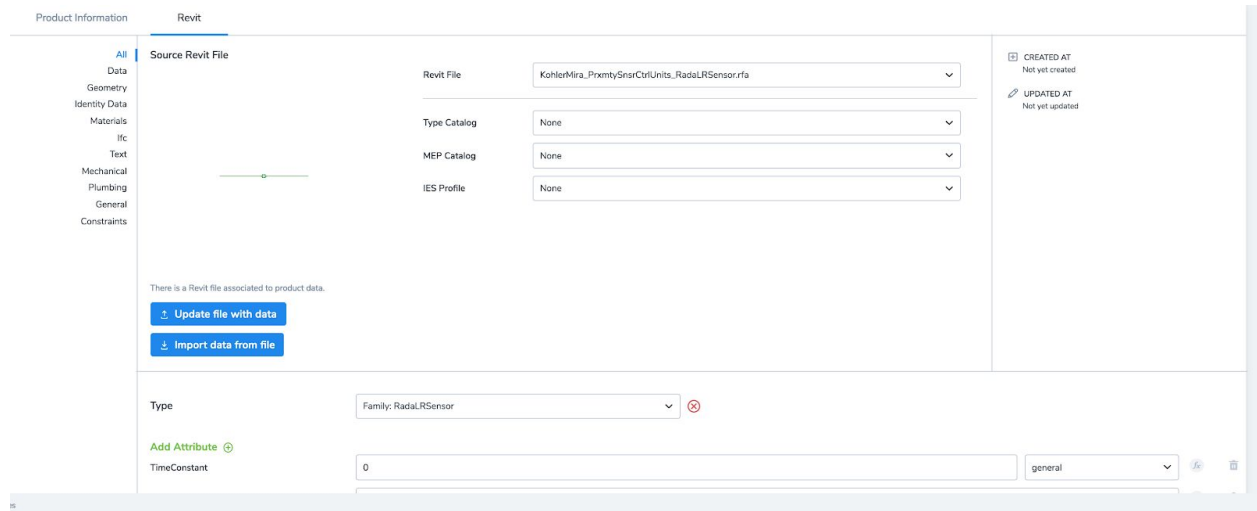 Product Information
Revit
All
Data
Geometry
Identity Data
Materials
Ifc
Text
Mechanical
Plumbing
General
Constraints
Source Revit File
Revit File
KohlerMira_PrxmtySnsrCtrlUnits_RadaLRSensor.rfa
Type Catalog
None
MEP Catalog
None
IES Profile
None
There is a Revit file associated to product data.
Update file with data
Import data from file
CREATED AT
Not yet created
UPDATED AT
Not yet updated
Type
Family: RadaLRSensor
Add Attribute
TimeConstant
0
general
fx